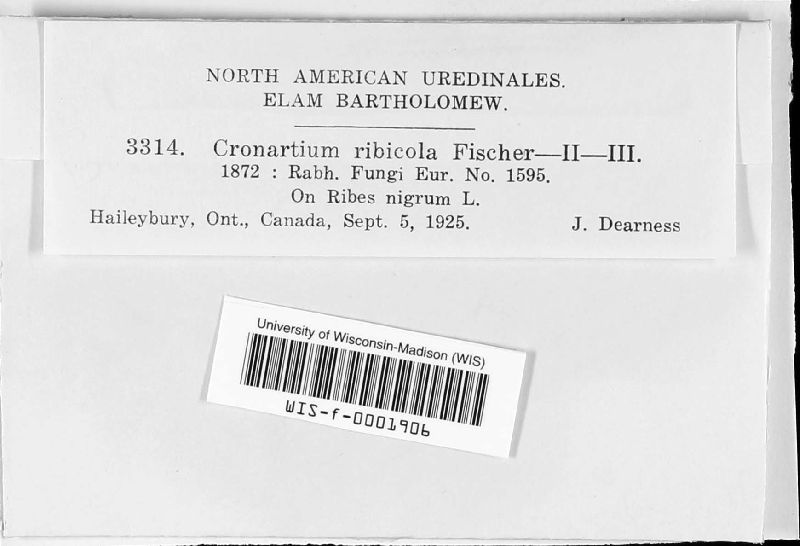 NORTH AMERICAN UREDINALES.
ELAM BARTHOLOMEW.
3314. Cronartium ribicola Fischer—II—III.
1872 : Rabh. Fungi Eur. No. 1595.
On Ribes nigrum L.
Haileybury, Ont., Canada, Sept. 5, 1925. J. Dearness
University of Wisconsin-Madison (WIS)
WIS-f-0001906